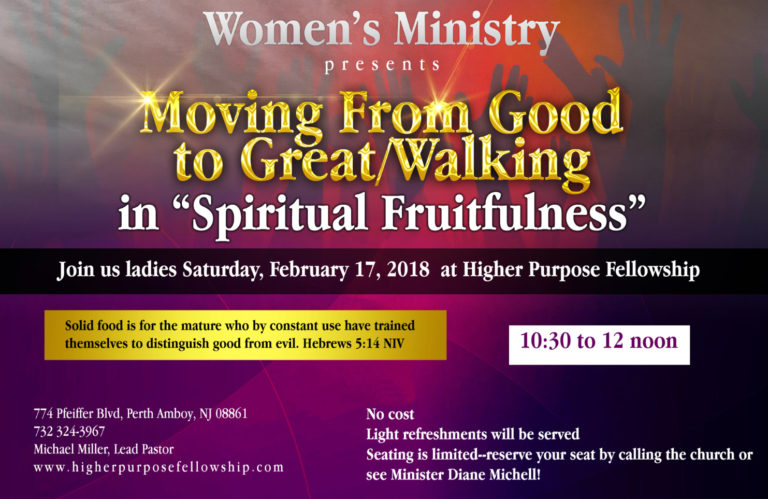 Women's Ministry
presents
Moving From Good
to Great/Walking
in “Spiritual Fruitfulness”
Join us ladies Saturday, February 17, 2018 at Higher Purpose Fellowship
Solid food is for the mature who by constant use have trained
themselves to distinguish good from evil. Hebrews 5:14 NIV
10:30 to 12 noon
774 Pfeiffer Blvd, Perth Amboy, NJ 08861
732 324-3967
Michael Miller, Lead Pastor
www.higherpurposefellowship.com
No cost
Light refreshments will be served
Seating is limited--reserve your seat by calling the church or
see Minister Diane Michell!